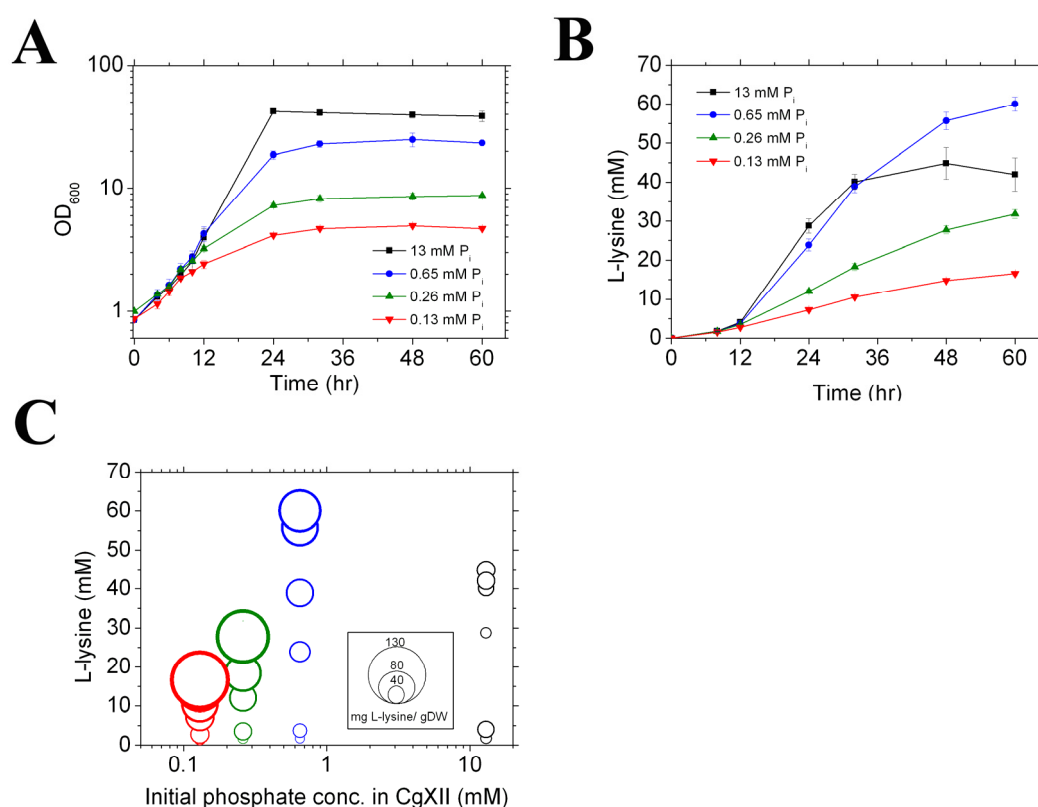 A
100
10
1
OD600
0 12 24 36 48 60
Time (hr)
13 mM Pi
0.65 mM Pi
0.26 mM Pi
0.13 mM Pi
B
70
60
50
40
30
20
10
0
L-lysine (mM)
13 mM Pi
0.65 mM Pi
0.26 mM Pi
0.13 mM Pi
0 12 24 36 48 60
Time (hr)
C
70
60
50
40
30
20
10
0
L-lysine (mM)
130
80
40
mg L-lysine/ gDW
0.1 1 10
Initial phosphate conc. in CgXII (mM)